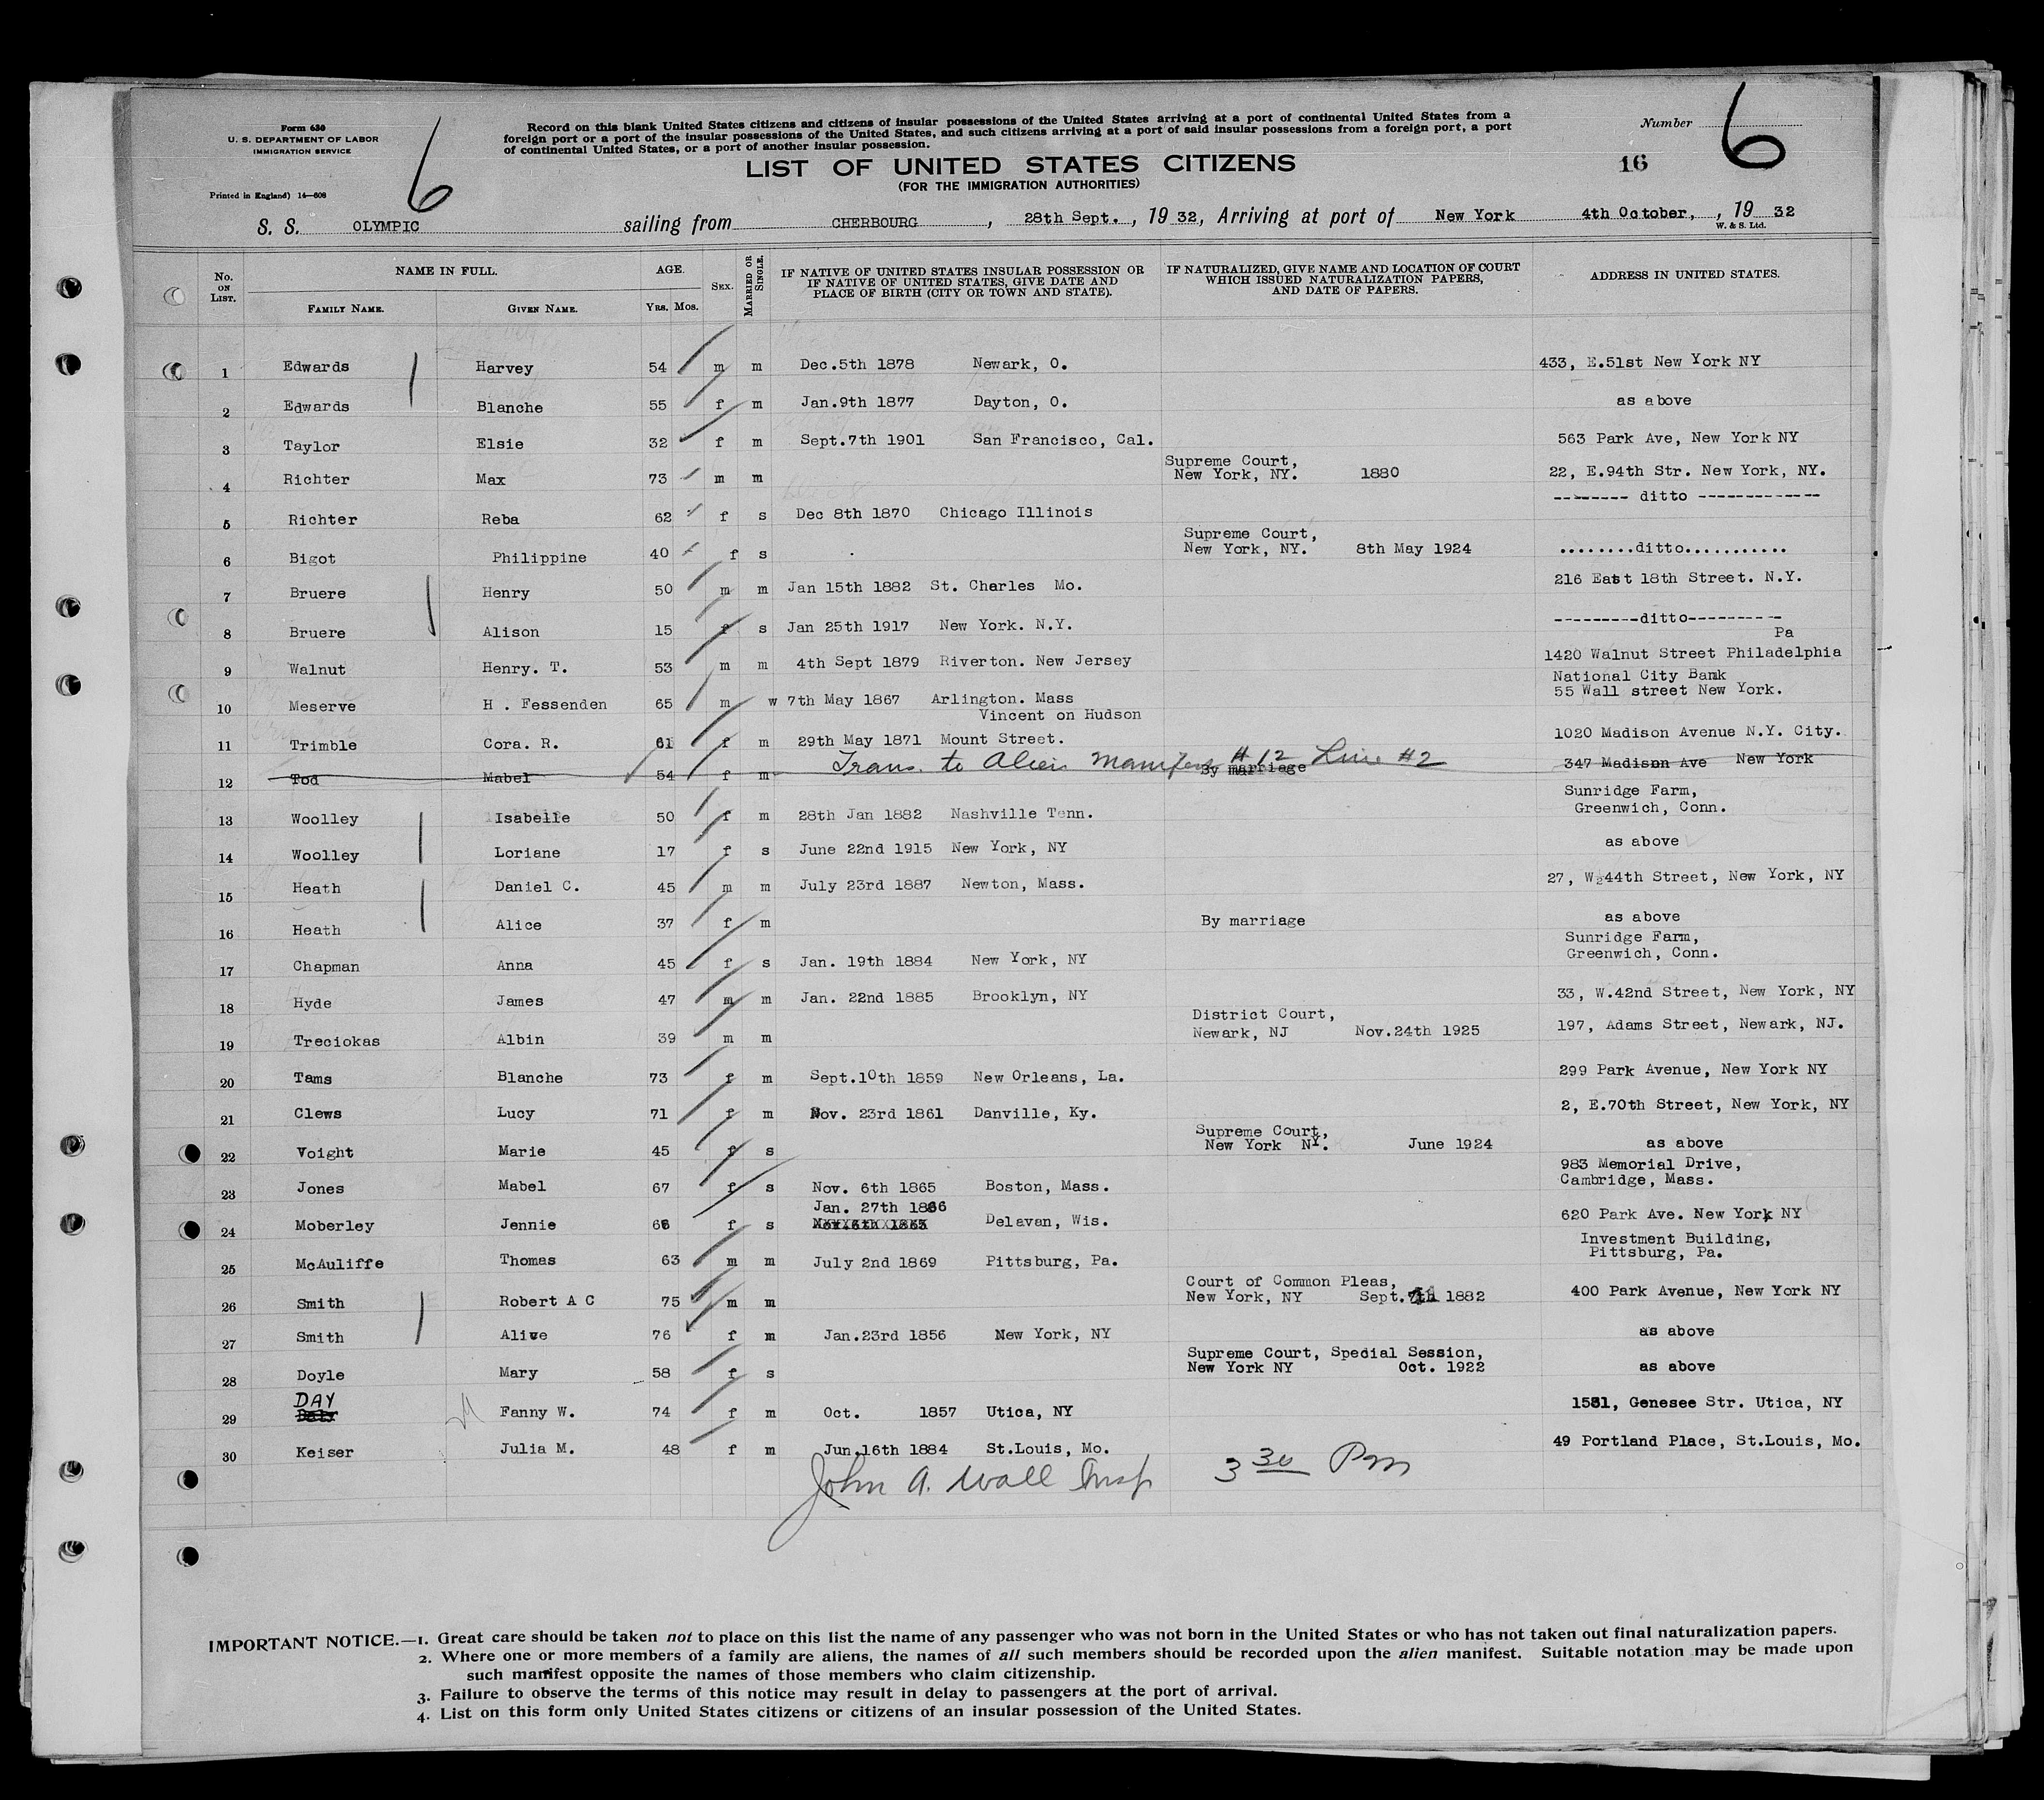 Form 630
U. S. DEPARTMENT OF LABOR
IMMIGRATION SERVICE
Printed in England) 14—608
6
Record on this blank United States citizens and citizens of insular possessions of the United States arriving at a port of continental United States from a
foreign port or a port of the insular possessions of the United States, and such citizens arriving at a port of said insular possessions from a foreign port, a port
of continental United States, or a port of another insular possession.
LIST OF UNITED STATES CITIZENS
(FOR THE IMMIGRATION AUTHORITIES)
Number 6
16
S. S. OLYMPIC sailing from CHERBOURG, 28th Sept., 1932, Arriving at port of New York 4th October, , 19 32
W. & S. Ltd.
No. ON LIST. NAME IN FULL. FAMILY NAME. GIVEN NAME. AGE. YRS. MOS. SEX. MARRIED OR SINGLE. IF NATIVE OF UNITED STATES INSULAR POSSESSION OR IF NATIVE OF UNITED STATES, GIVE DATE AND PLACE OF BIRTH (CITY OR TOWN AND STATE). IF NATURALIZED, GIVE NAME AND LOCATION OF COURT WHICH ISSUED NATURALIZATION PAPERS, AND DATE OF PAPERS. ADDRESS IN UNITED STATES.
1 Edwards Harvey 54 m m Dec.5th 1878 Newark, O. 433, E.51st New York NY
2 Edwards Blanche 55 f m Jan.9th 1877 Dayton, O. as above
3 Taylor Elsie 32 f m Sept.7th 1901 San Francisco, Cal. 563 Park Ave, New York NY
4 Richter Max 73 m m Supreme Court, New York, NY. 1880 22, E.94th Str. New York, NY.
5 Richter Reba 62 f s Dec 8th 1870 Chicago Illinois -------- ditto -------------
6 Bigot Philippine 40 f s Supreme Court, New York, NY. 8th May 1924 ........ditto...........
7 Bruere Henry 50 m m Jan 15th 1882 St. Charles Mo. 216 East 18th Street. N.Y.
8 Bruere Alison 15 f s Jan 25th 1917 New York. N.Y. ---------ditto----------
9 Walnut Henry. T. 53 m m 4th Sept 1879 Riverton. New Jersey 1420 Walnut Street Philadelphia Pa
10 Meserve H . Fessenden 65 m w 7th May 1867 Arlington. Mass National City Bank 55 Wall street New York.
11 Trimble Cora. R. 61 f m 29th May 1871 Vincent on Hudson Mount Street. 1020 Madison Avenue N.Y. City.
12 Tod Mabel 54 f m Trans. to Alien Manifest # 12 Line #2 By marriage 347 Madison Ave New York
13 Woolley Isabelle 50 f m 28th Jan 1882 Nashville Tenn. Sunridge Farm, Greenwich, Conn.
14 Woolley Loriane 17 f s June 22nd 1915 New York, NY as above
15 Heath Daniel C. 45 m m July 23rd 1887 Newton, Mass. 27, W.44th Street, New York, NY
16 Heath Alice 37 f m By marriage as above
17 Chapman Anna 45 f s Jan. 19th 1884 New York, NY Sunridge Farm, Greenwich, Conn.
18 Hyde James 47 m m Jan. 22nd 1885 Brooklyn, NY 33, W.42nd Street, New York, NY
19 Treciokas Albin 39 m m District Court, Newark, NJ Nov.24th 1925 197, Adams Street, Newark, NJ.
20 Tams Blanche 73 f m Sept.10th 1859 New Orleans, La. 299 Park Avenue, New York NY
21 Clews Lucy 71 f m Nov. 23rd 1861 Danville, Ky. 2, E.70th Street, New York, NY
22 Voight Marie 45 f s Supreme Court, New York NY. June 1924 as above
23 Jones Mabel 67 f s Nov. 6th 1865 Boston, Mass. 983 Memorial Drive, Cambridge, Mass.
24 Moberley Jennie 66 f s Jan. 27th 1866 Delavan, Wis. 620 Park Ave. New York NY
25 McAuliffe Thomas 63 m m July 2nd 1869 Pittsburg, Pa. Investment Building, Pittsburg, Pa.
26 Smith Robert A C 75 m m Court of Common Pleas, New York, NY Sept. 1882 400 Park Avenue, New York NY
27 Smith Alive 76 f m Jan.23rd 1856 New York, NY as above
28 Doyle Mary 58 f s Supreme Court, Special Session, New York NY Oct. 1922 as above
29 DAY Fanny W. 74 f m Oct. 1857 Utica, NY 1531, Genesee Str. Utica, NY
30 Keiser Julia M. 48 f m Jun.16th 1884 St.Louis, Mo. 49 Portland Place, St.Louis, Mo.
John A. Wall Insp 3 30 Pm
IMPORTANT NOTICE.—1. Great care should be taken not to place on this list the name of any passenger who was not born in the United States or who has not taken out final naturalization papers.
2. Where one or more members of a family are aliens, the names of all such members should be recorded upon the alien manifest. Suitable notation may be made upon
such manifest opposite the names of those members who claim citizenship.
3. Failure to observe the terms of this notice may result in delay to passengers at the port of arrival.
4. List on this form only United States citizens or citizens of an insular possession of the United States.